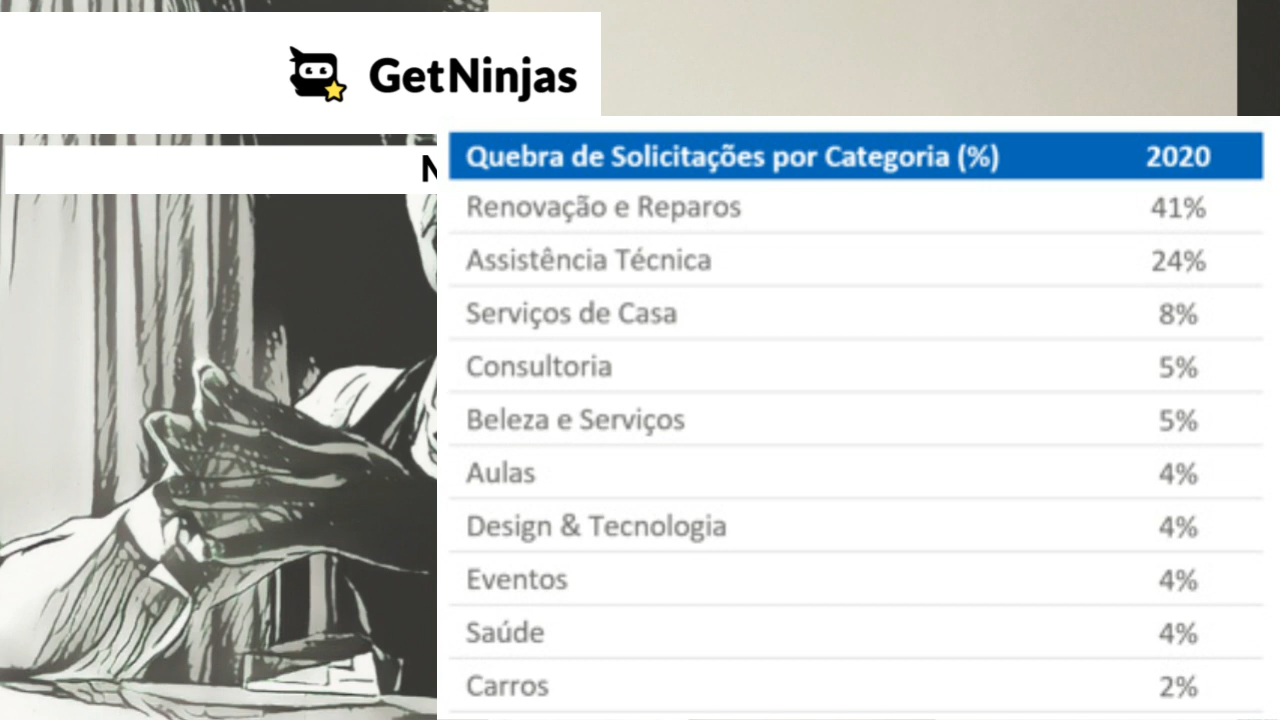 GetNinjas
N
Quebra de Solicitações por Categoria (%) 2020
Renovação e Reparos 41%
Assistência Técnica 24%
Serviços de Casa 8%
Consultoria 5%
Beleza e Serviços 5%
Aulas 4%
Design & Tecnologia 4%
Eventos 4%
Saúde 4%
Carros 2%